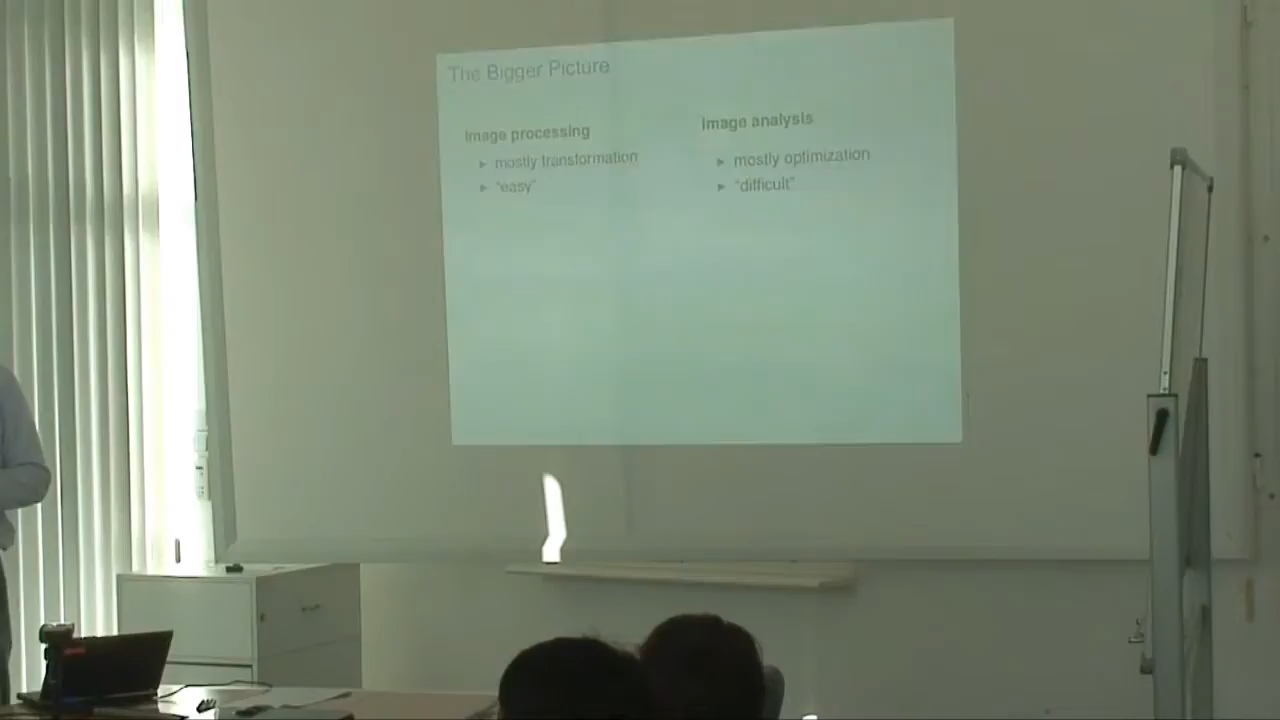 The Bigger Picture
Image processing
► mostly transformation
► "easy"
Image analysis
► mostly optimization
► "difficult"